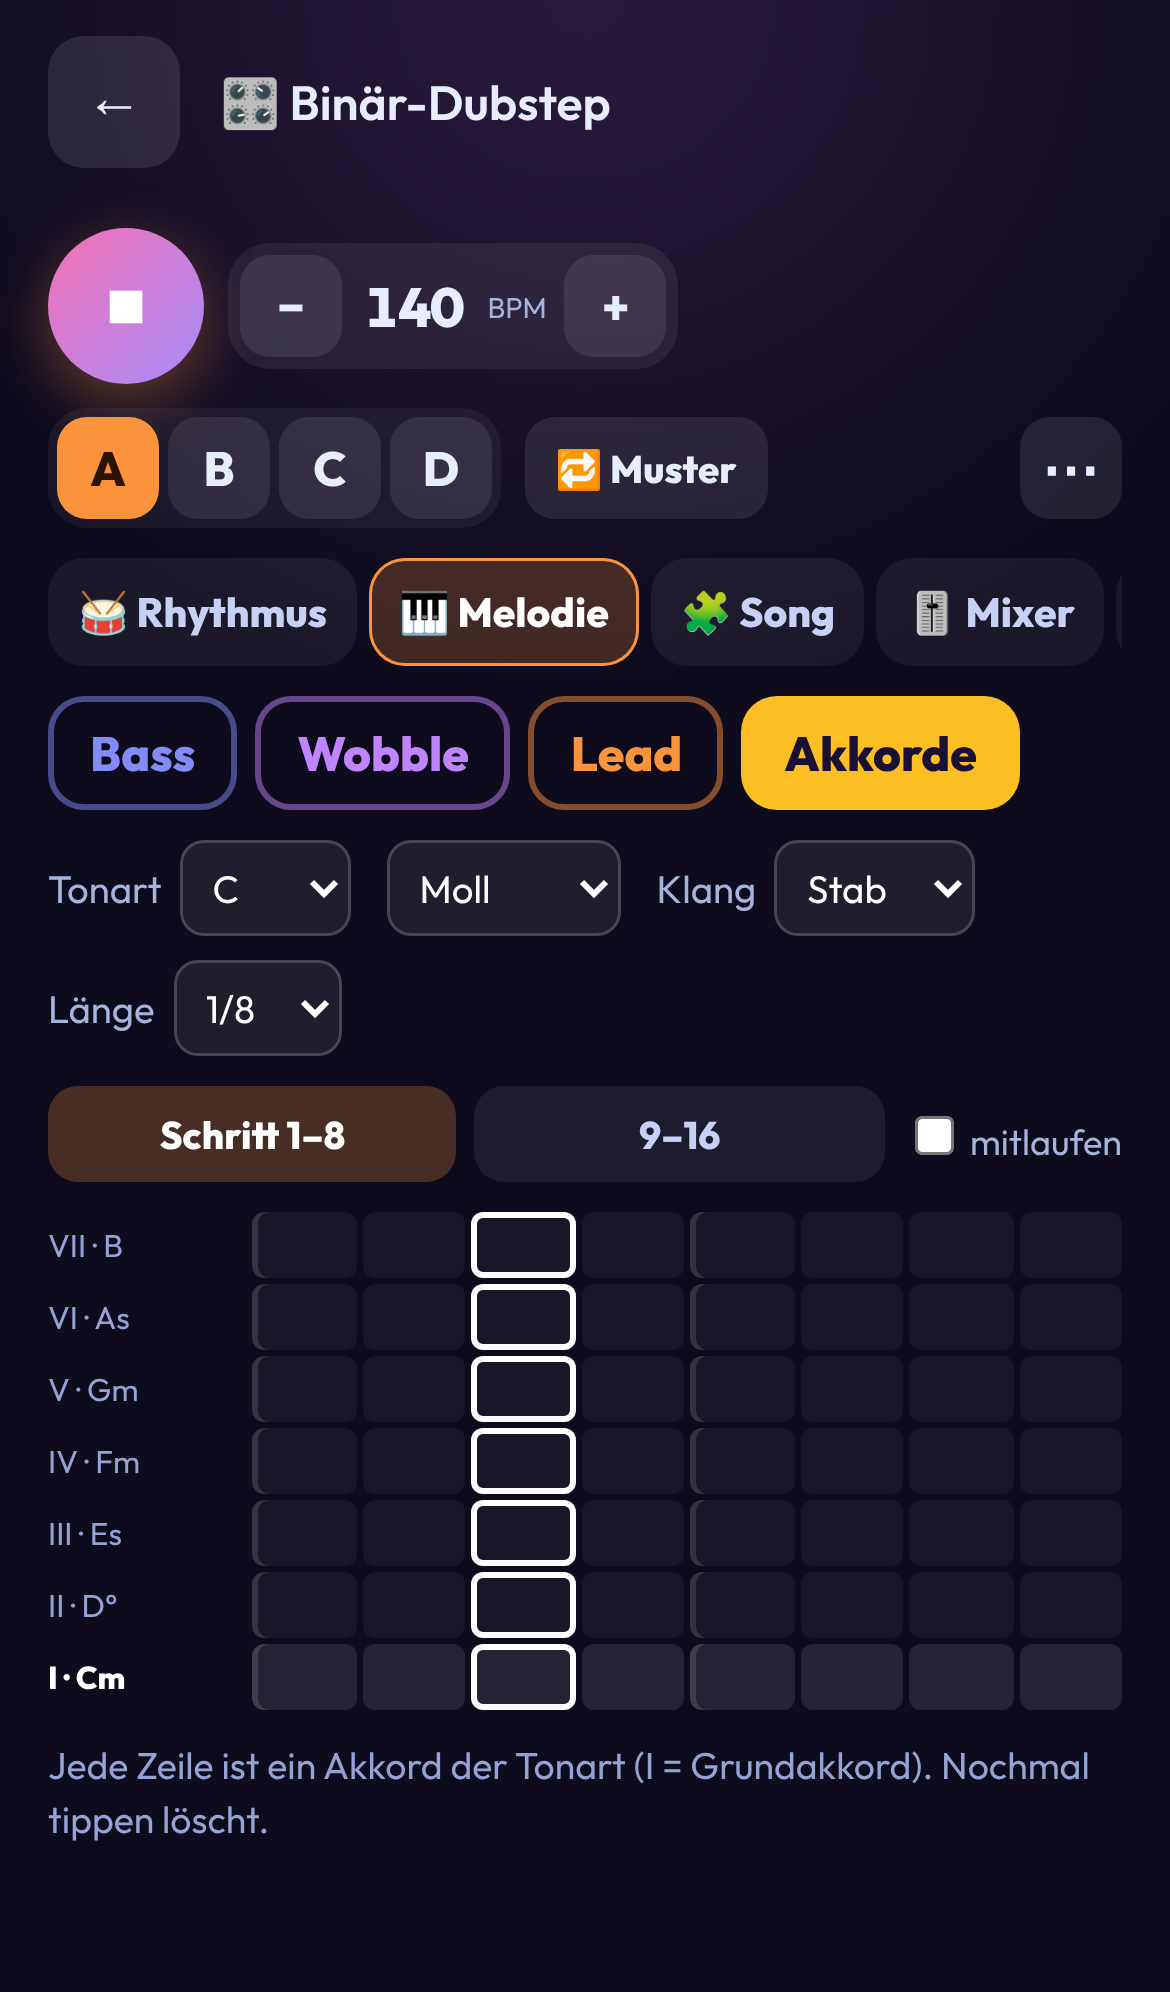 ← Binär-Dubstep
− 140 BPM +
A B C D Muster ...
Rhythmus Melodie Song Mixer
Bass Wobble Lead Akkorde
Tonart C Moll Klang Stab
Länge 1/8
Schritt 1–8 9–16 mitlaufen
VII · B
VI · As
V · Gm
IV · Fm
III · Es
II · D°
I · Cm
Jede Zeile ist ein Akkord der Tonart (I = Grundakkord). Nochmal
tippen löscht.